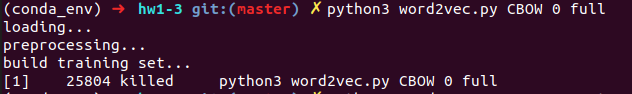 (conda_env) ➜ hw1-3 git:(master) ✗ python3 word2vec.py CBOW 0 full
loading...
preprocessing...
build training set...
[1]    25804 killed     python3 word2vec.py CBOW 0 full